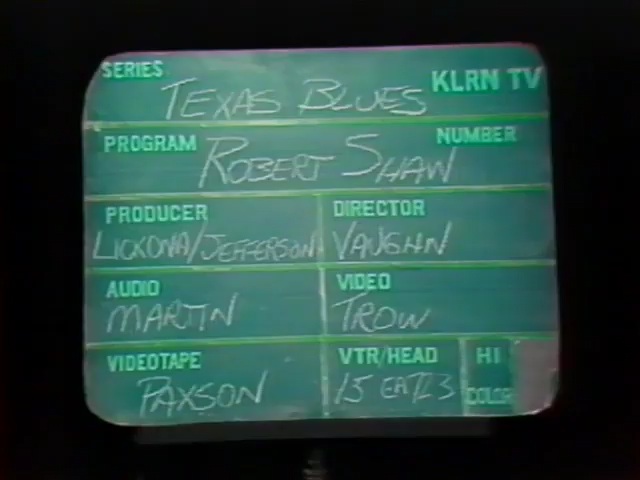 SERIES
TEXAS BLUES KLRN TV
PROGRAM NUMBER
ROBERT SHAW
PRODUCER DIRECTOR
LICKONA/JEFFERSON VAUGHN
AUDIO VIDEO
MARTIN TROW
VIDEOTAPE VTR/HEAD HI
PAXSON 15 COLOR